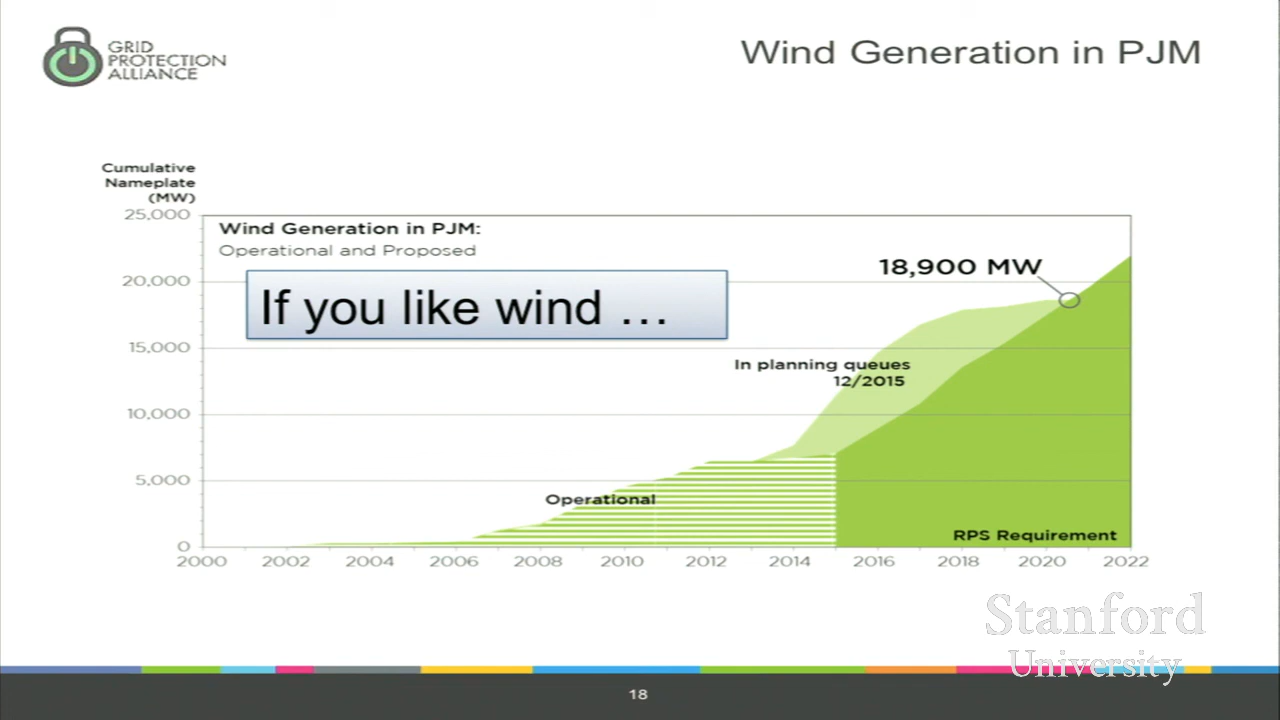 GRID
PROTECTION
ALLIANCE
Wind Generation in PJM
Cumulative
Nameplate
(MW)
25,000
Wind Generation in PJM:
Operational and Proposed
20,000
18,900 MW
If you like wind …
15,000
In planning queues
12/2015
10,000
5,000
Operational
RPS Requirement
0
2000 2002 2004 2006 2008 2010 2012 2014 2016 2018 2020 2022
Stanford
University
18